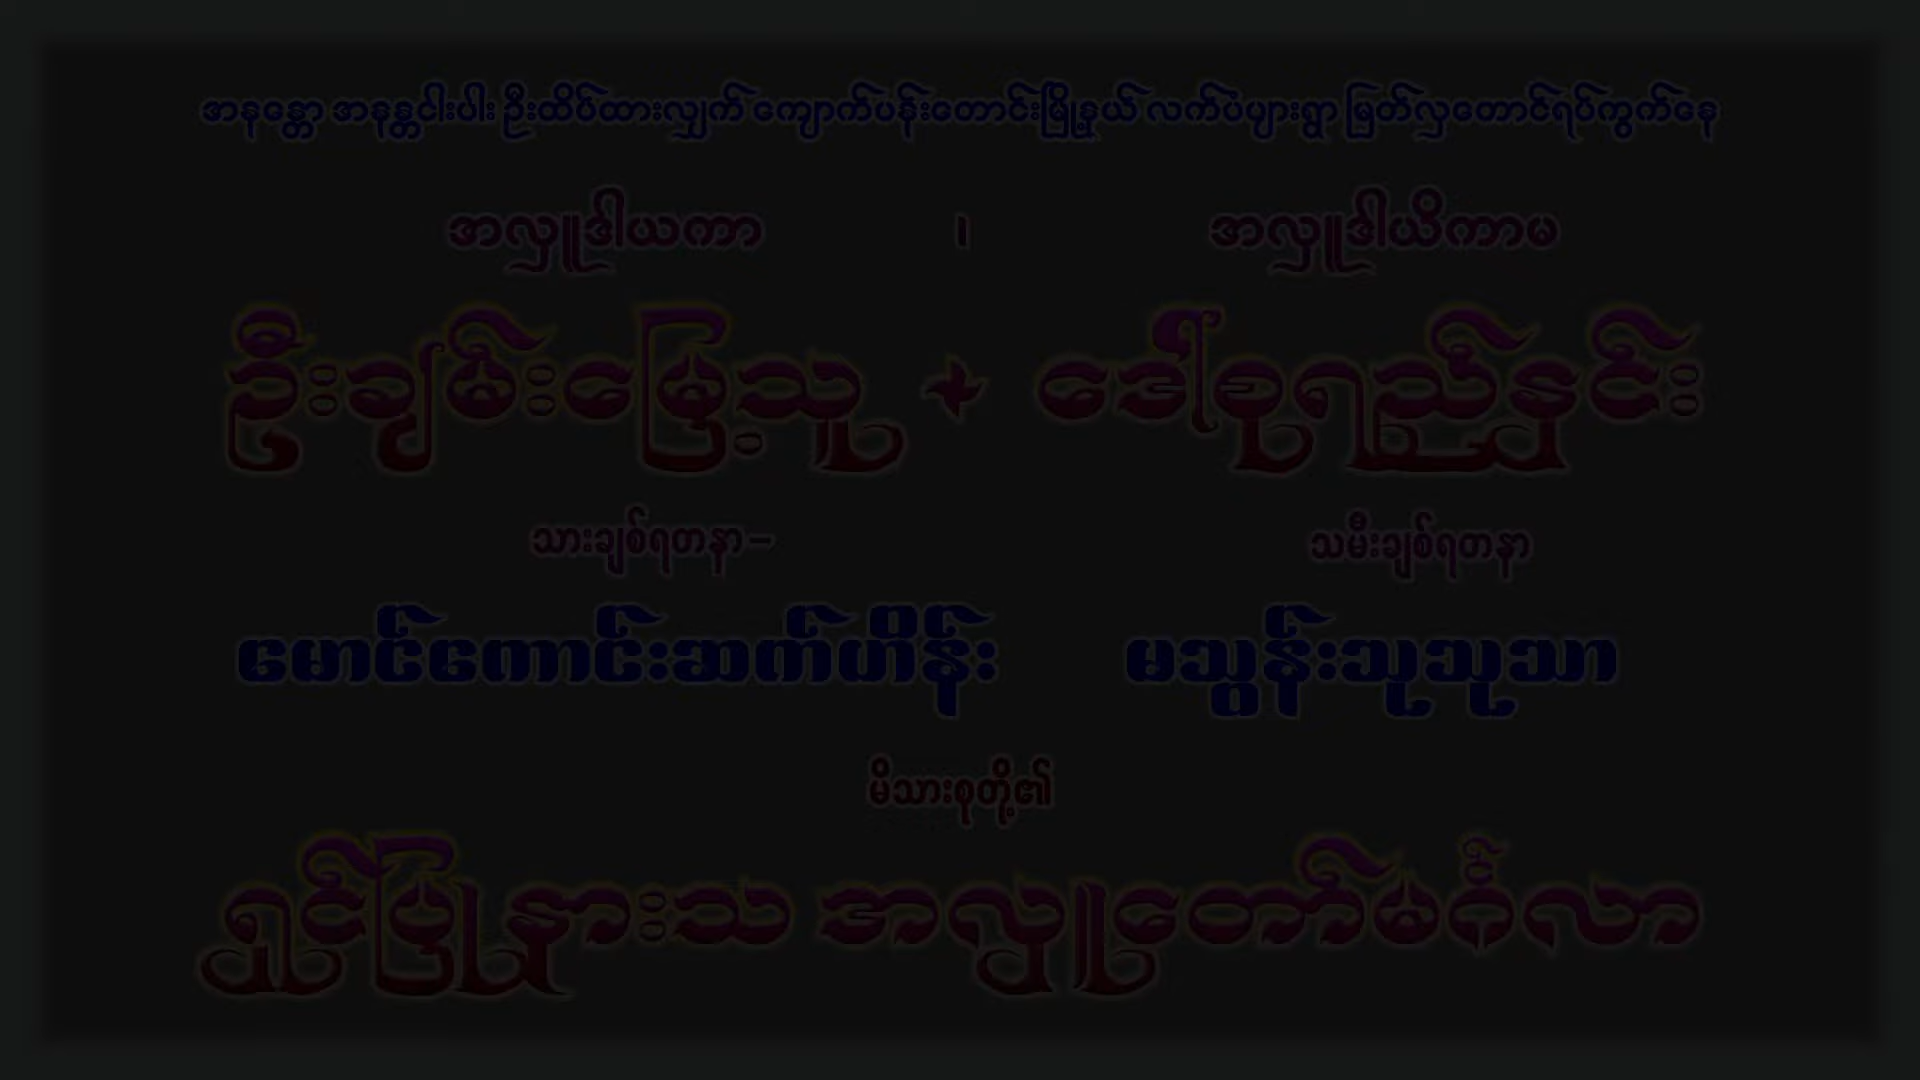 အာနန္တော အာနန္တငါးပါး ဦးထိပ်ထားလျှက် ကျောက်ပန်းတောင်းမြို့နယ် လက်ပံပျားရွာ မြတ်လှတောင်ရပ်ကွက်နေ
အလှူဒါယကာ ၊ အလှူဒါယိကာမ
ဦးချမ်းမြေ့သူ + ဒေါ်စုရည်နှင်း
သားချစ်ရတနာ- သမီးချစ်ရတနာ
မောင်ကောင်းဆက်ဟိန်း မသွန်းသုသုသာ
မိသားစုတို့၏
ရှင်ပြုနားသ အလှူတော်မင်္ဂလာ